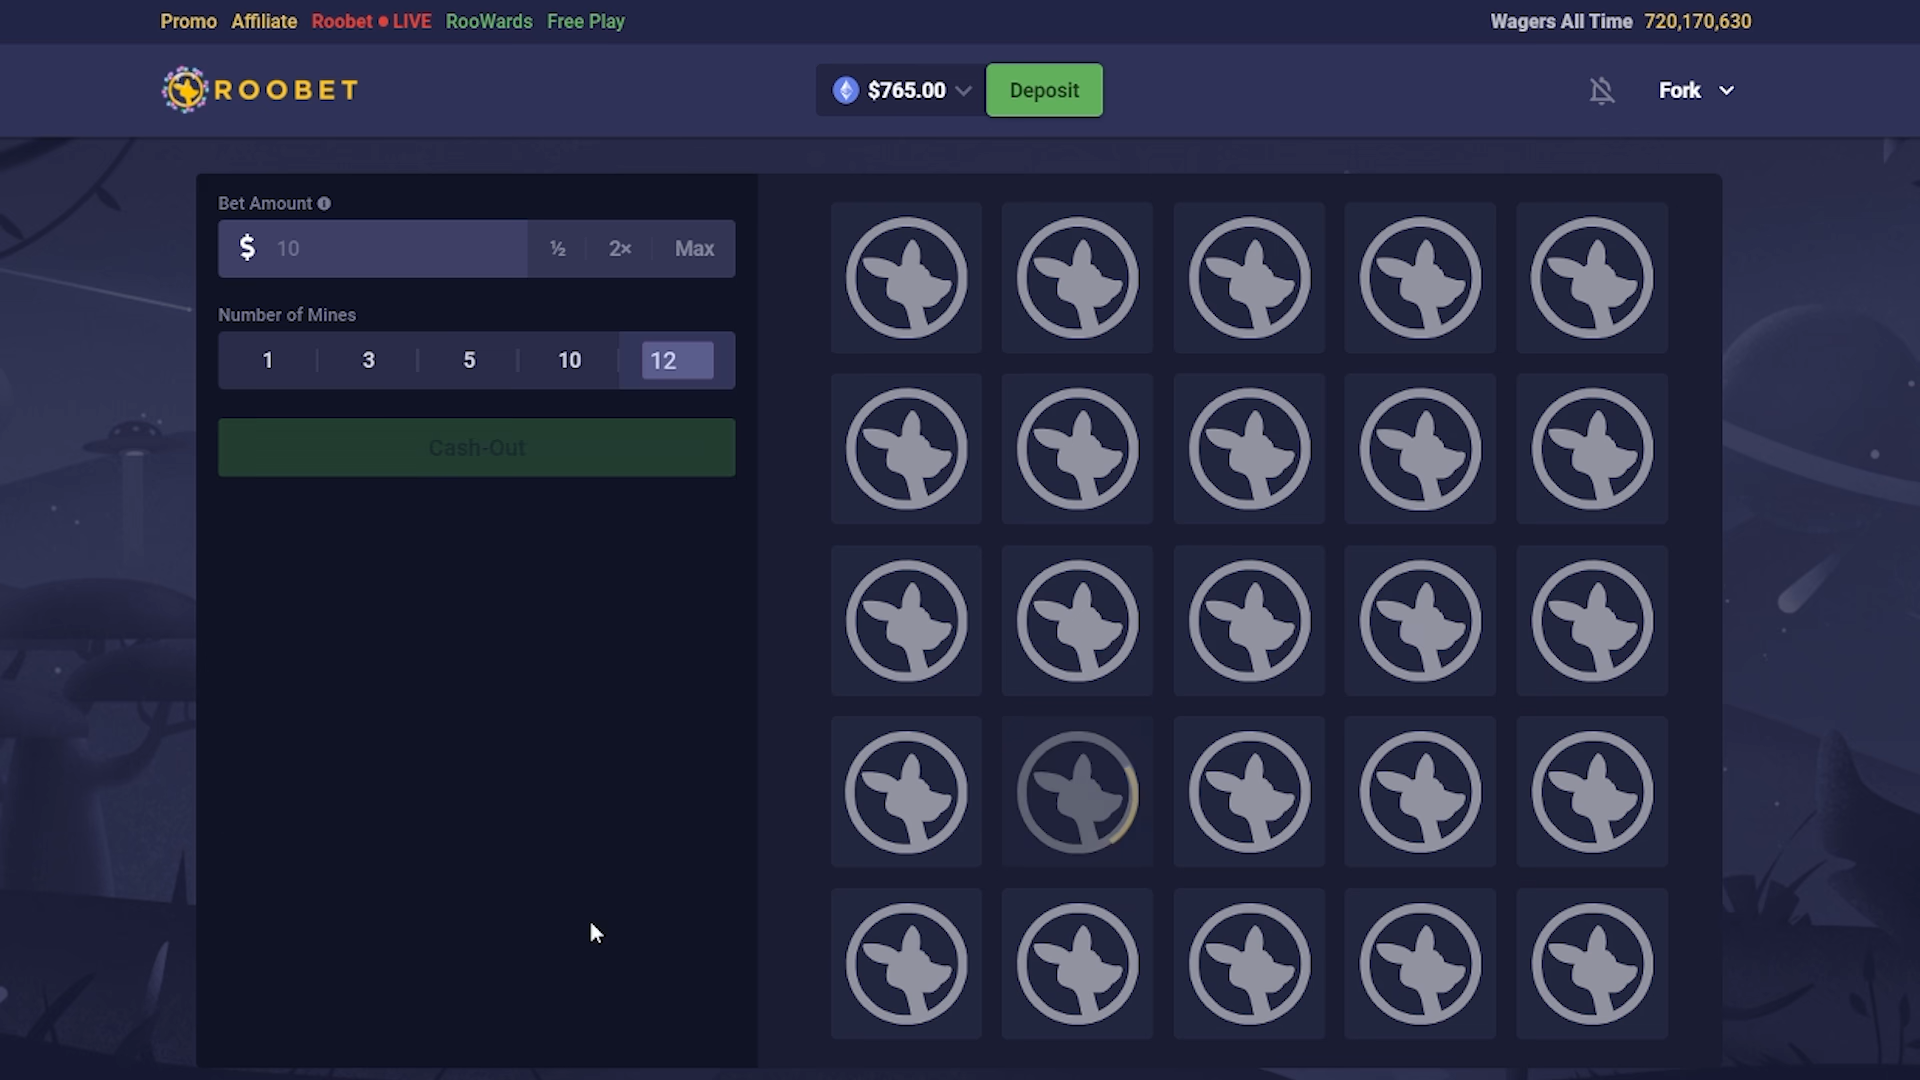 Promo Affiliate Roobet LIVE RooWards Free Play
Wagers All Time 720,170,630
ROOBET
$765.00
Deposit
Fork
Bet Amount
$ 10 ½ 2× Max
Number of Mines
1 3 5 10 12
Cash-Out